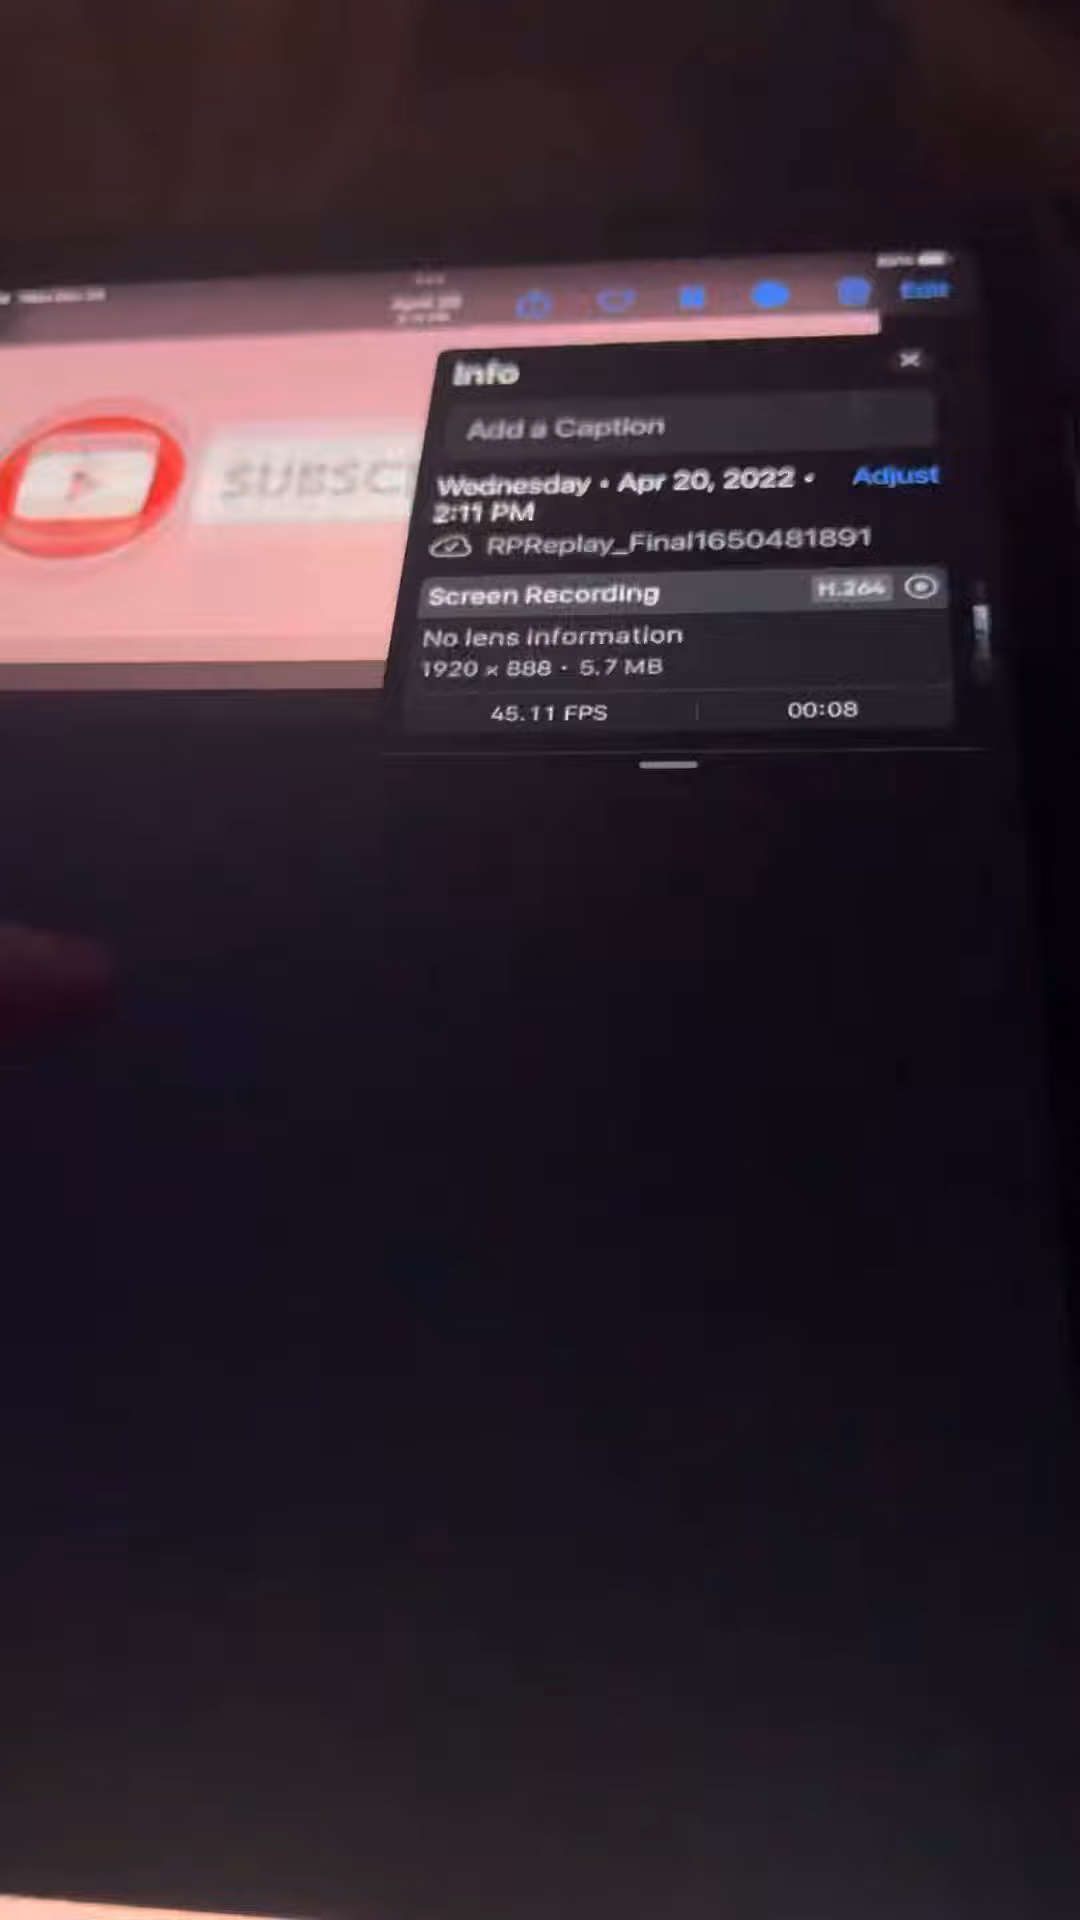 Edit
Info
Add a Caption
SUBSC
Wednesday • Apr 20, 2022 •
Adjust
2:11 PM
RPReplay_Final1650481891
Screen Recording
H.264
No lens information
1920 × 888 · 5.7 MB
45.11 FPS
00:08